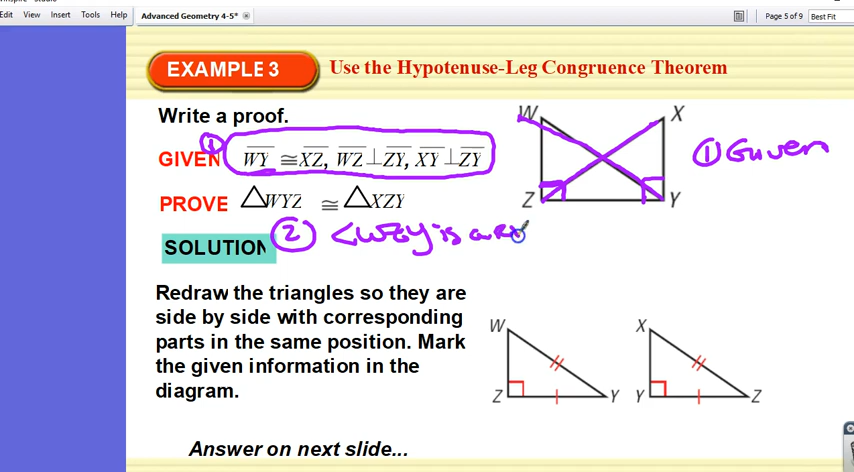 Edit View Insert Tools Help Advanced Geometry 4-5* Page 5 of 9 Best Fit
EXAMPLE 3 Use the Hypotenuse-Leg Congruence Theorem
Write a proof.
W X
① ① Given
GIVEN WY ≅ XZ, WZ ⊥ ZY, XY ⊥ ZY
Z Y
PROVE △WYZ ≅ △XZY
② <WZY is a R
SOLUTION
Redraw the triangles so they are
side by side with corresponding
parts in the same position. Mark
the given information in the
diagram.
W X
Z Y Y Z
Answer on next slide...